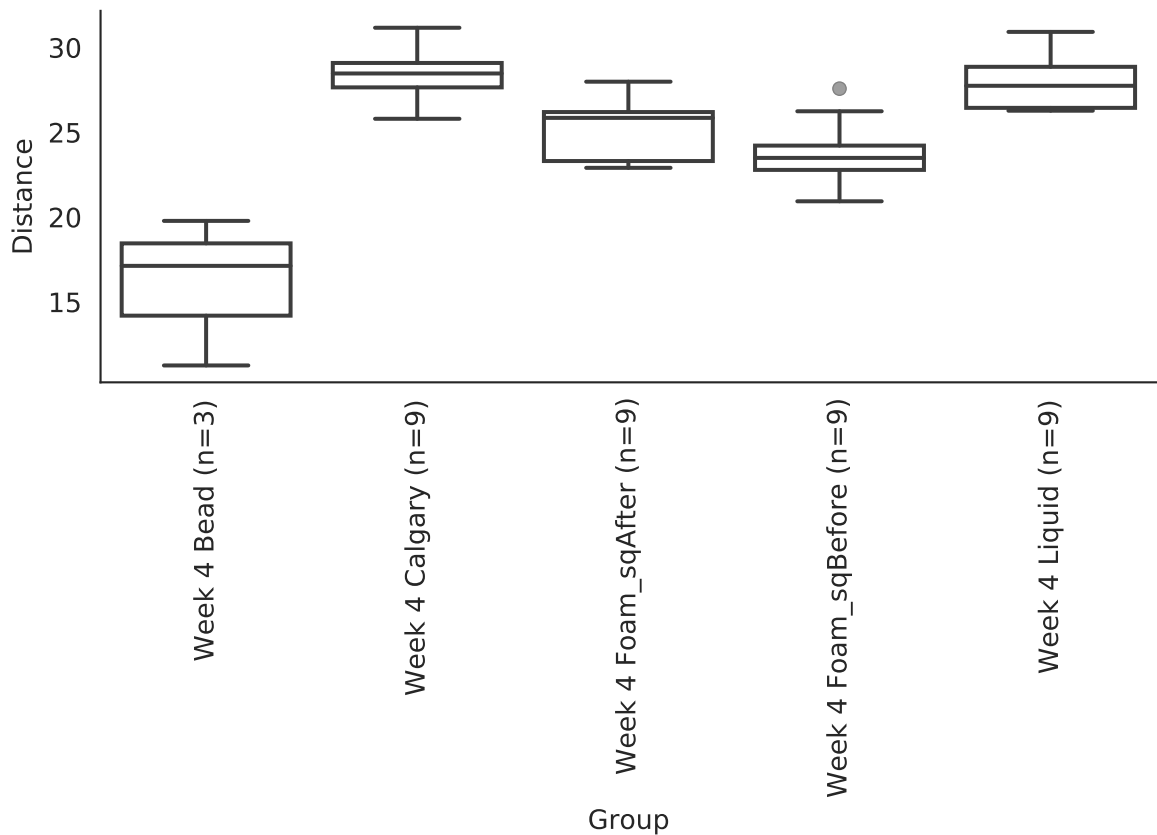 30
25
20
15
Distance
Week 4 Bead (n=3)
Week 4 Calgary (n=9)
Week 4 Foam_sqAfter (n=9)
Week 4 Foam_sqBefore (n=9)
Week 4 Liquid (n=9)
Group